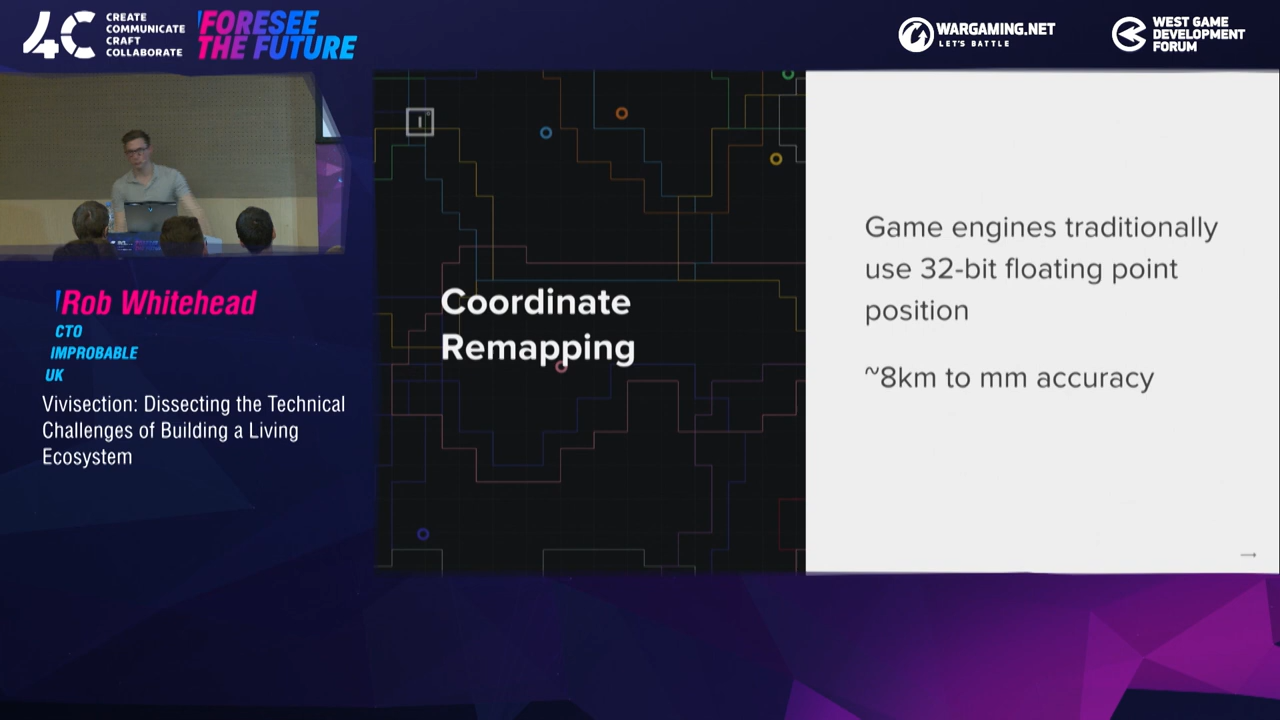 4C
CREATE
COMMUNICATE
CRAFT
COLLABORATE
FORESEE
THE FUTURE
WARGAMING.NET
LET'S BATTLE
WEST GAME
DEVELOPMENT
FORUM
Rob Whitehead
CTO
IMPROBABLE
UK
Vivisection: Dissecting the Technical
Challenges of Building a Living
Ecosystem
Coordinate
Remapping
Game engines traditionally
use 32-bit floating point
position
~8km to mm accuracy